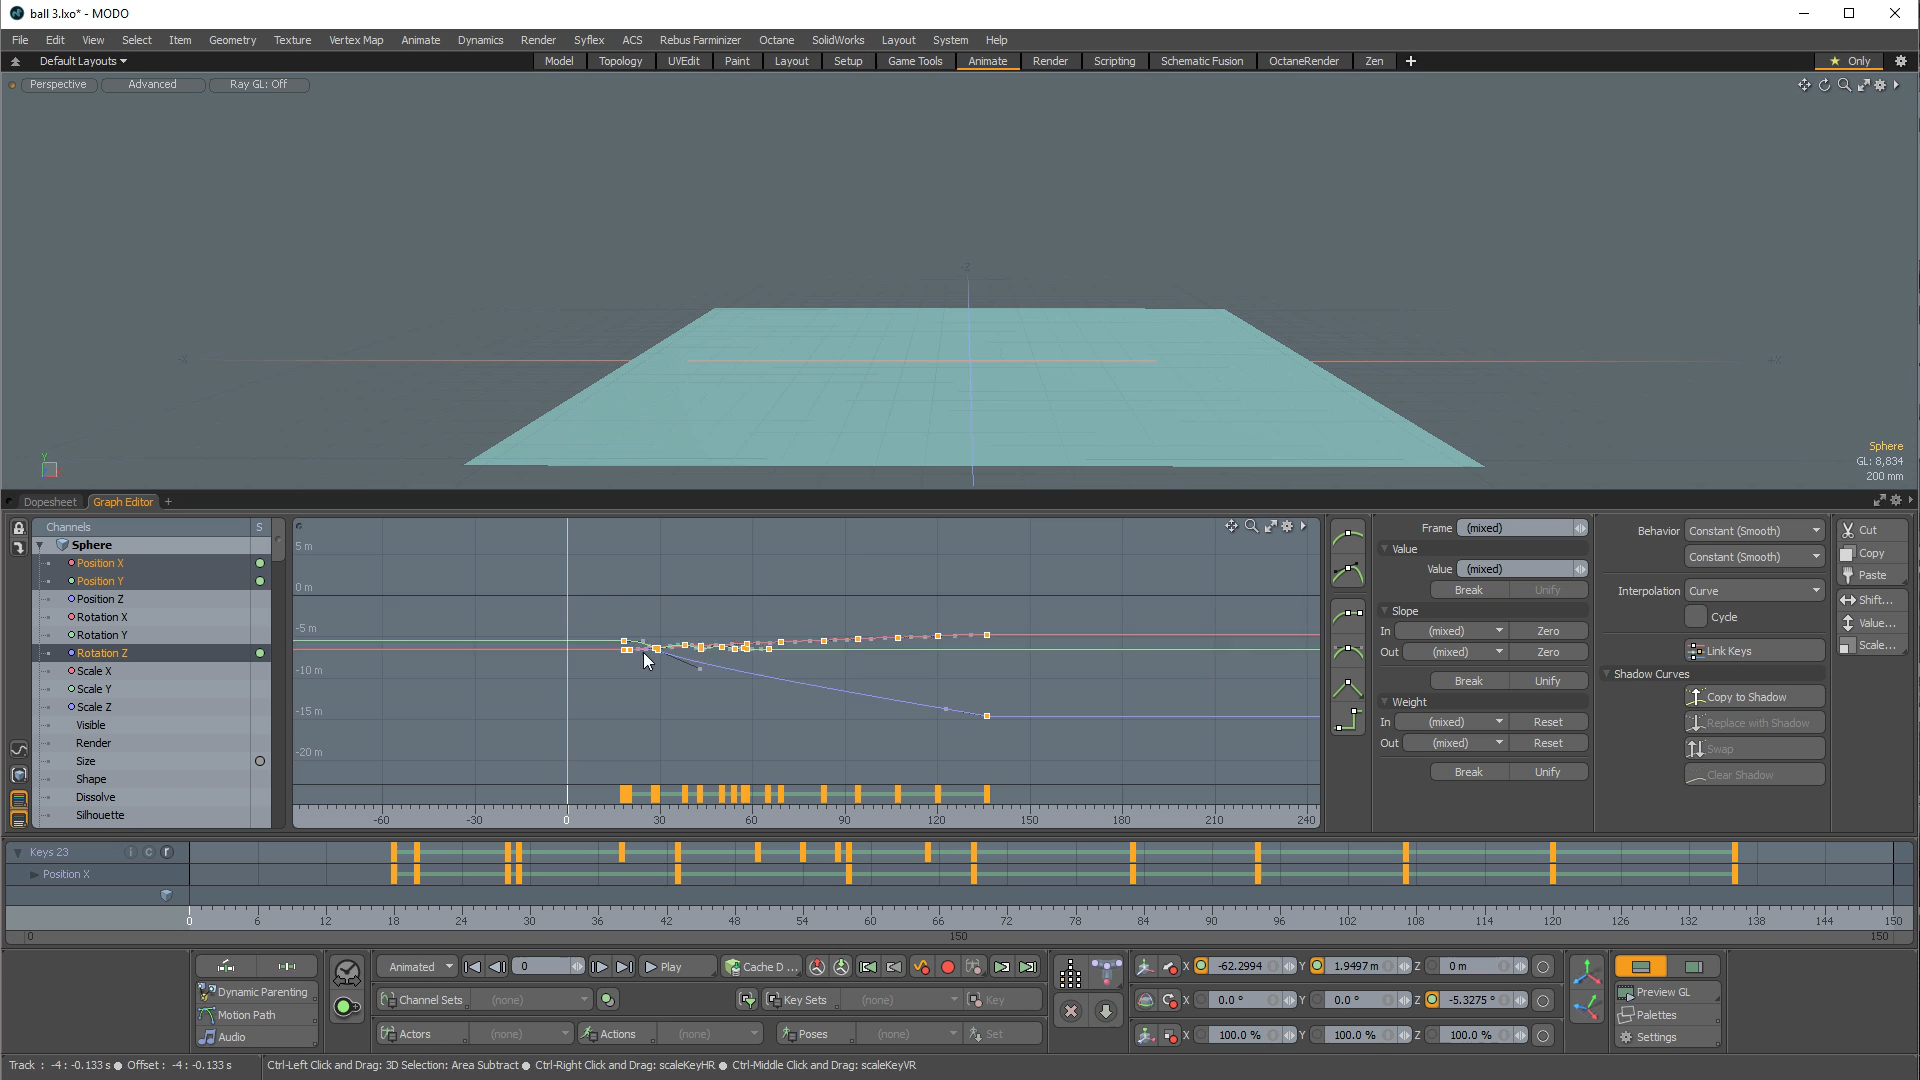 ball 3.lxo* - MODO
File Edit View Select Item Geometry Texture Vertex Map Animate Dynamics Render Syflex ACS Rebus Farminizer Octane SolidWorks Layout System Help
Default Layouts Model Topology UVEdit Paint Layout Setup Game Tools Animate Render Scripting Schematic Fusion OctaneRender Zen + Only
Perspective Advanced Ray GL: Off
-Z
-X +X
Y
Sphere
GL: 8,834
200 mm
Dopesheet Graph Editor +
Channels S
Sphere
Position X
Position Y
Position Z
Rotation X
Rotation Y
Rotation Z
Scale X
Scale Y
Scale Z
Visible
Render
Size
Shape
Dissolve
Silhouette
5 m
0 m
-5 m
-10 m
-15 m
-20 m
-60 -30 0 30 60 90 120 150 180 210 240
Frame (mixed)
Value
Value (mixed)
Break Unify
Slope
In (mixed) Zero
Out (mixed) Zero
Break Unify
Weight
In (mixed) Reset
Out (mixed) Reset
Break Unify
Behavior Constant (Smooth)
Constant (Smooth)
Interpolation Curve
Cycle
Link Keys
Shadow Curves
Copy to Shadow
Replace with Shadow
Swap
Clear Shadow
Cut
Copy
Paste
Shift...
Value...
Scale...
Keys 23 i c r
Position X
0 6 12 18 24 30 36 42 48 54 60 66 72 78 84 90 96 102 108 114 120 126 132 138 144 150
0 150 150
Animated 0 Play Cache D... X -62.2994 Y 1.9497 m Z 0 m
Dynamic Parenting Channel Sets (none) Key Sets (none) Key X 0.0 ° Y 0.0 ° Z -5.3275 ° Preview GL
Motion Path Palettes
Audio Actors (none) Actions (none) Poses (none) Set X 100.0 % Y 100.0 % Z 100.0 % Settings
Track : -4 : -0.133 s ● Offset : -4 : -0.133 s Ctrl-Left Click and Drag: 3D Selection: Area Subtract ● Ctrl-Right Click and Drag: scaleKeyHR ● Ctrl-Middle Click and Drag: scaleKeyVR